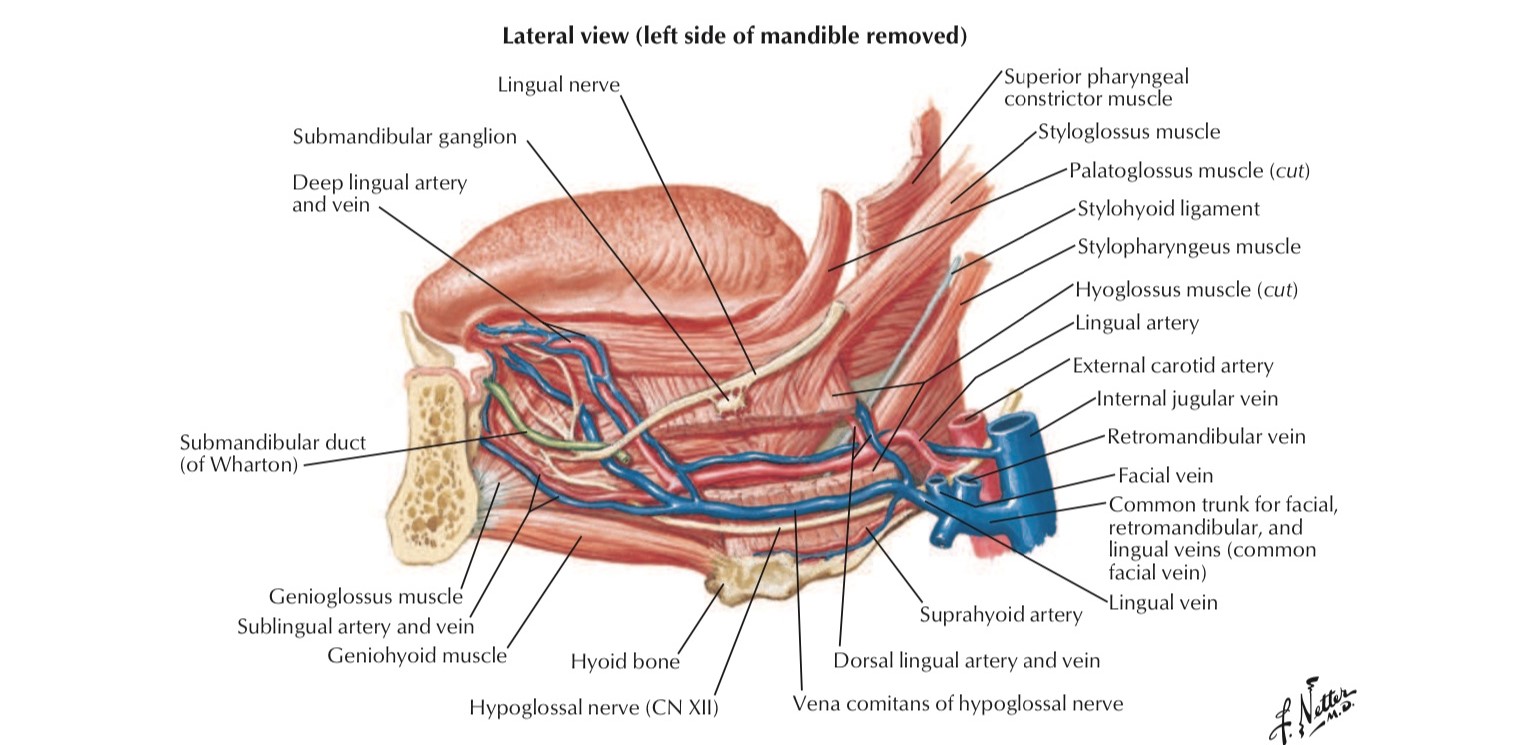 Lateral view (left side of mandible removed)
Lingual nerve
Submandibular ganglion
Deep lingual artery
and vein
Submandibular duct
(of Wharton)
Genioglossus muscle
Sublingual artery and vein
Geniohyoid muscle
Hyoid bone
Hypoglossal nerve (CN XII)
Superior pharyngeal
constrictor muscle
Styloglossus muscle
Palatoglossus muscle (cut)
Stylohyoid ligament
Stylopharyngeus muscle
Hyoglossus muscle (cut)
Lingual artery
External carotid artery
Internal jugular vein
Retromandibular vein
Facial vein
Common trunk for facial,
retromandibular, and
lingual veins (common
facial vein)
Lingual vein
Suprahyoid artery
Dorsal lingual artery and vein
Vena comitans of hypoglossal nerve
F. Netter
M.D.